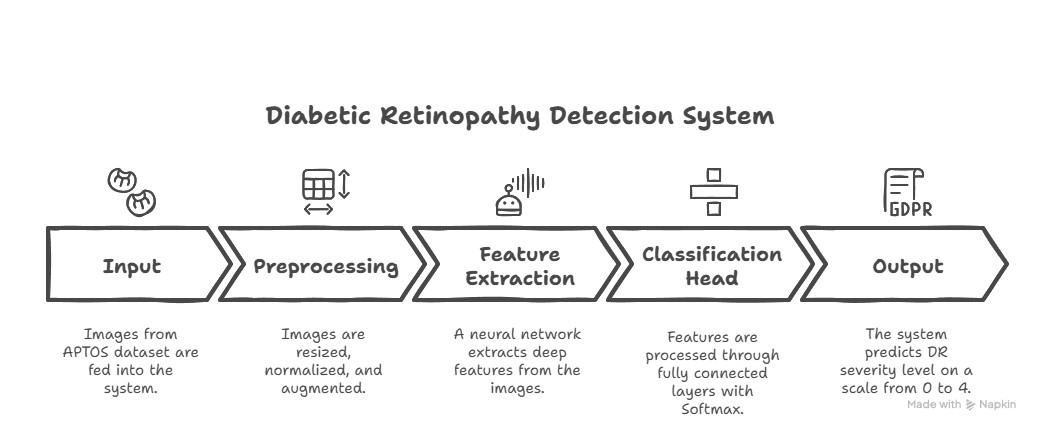 Diabetic Retinopathy Detection System
GDPR
Input
Preprocessing
Feature
Extraction
Classification
Head
Output
Images from
APTOS dataset are
fed into the
system.
Images are
resized,
normalized, and
augmented.
A neural network
extracts deep
features from the
images.
Features are
processed through
fully connected
layers with
Softmax.
The system
predicts DR
severity level on a
scale from 0 to 4.
Made with Napkin